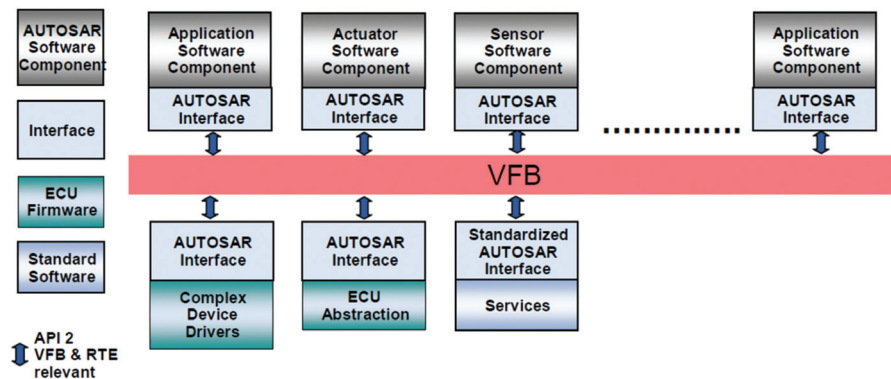 AUTOSAR
Software
Component
Interface
ECU
Firmware
Standard
Software
API 2
VFB & RTE
relevant
Application
Software
Component
AUTOSAR
Interface
Actuator
Software
Component
AUTOSAR
Interface
Sensor
Software
Component
AUTOSAR
Interface
Application
Software
Component
AUTOSAR
Interface
VFB
AUTOSAR
Interface
Complex
Device
Drivers
AUTOSAR
Interface
ECU
Abstraction
Standardized
AUTOSAR
Interface
Services